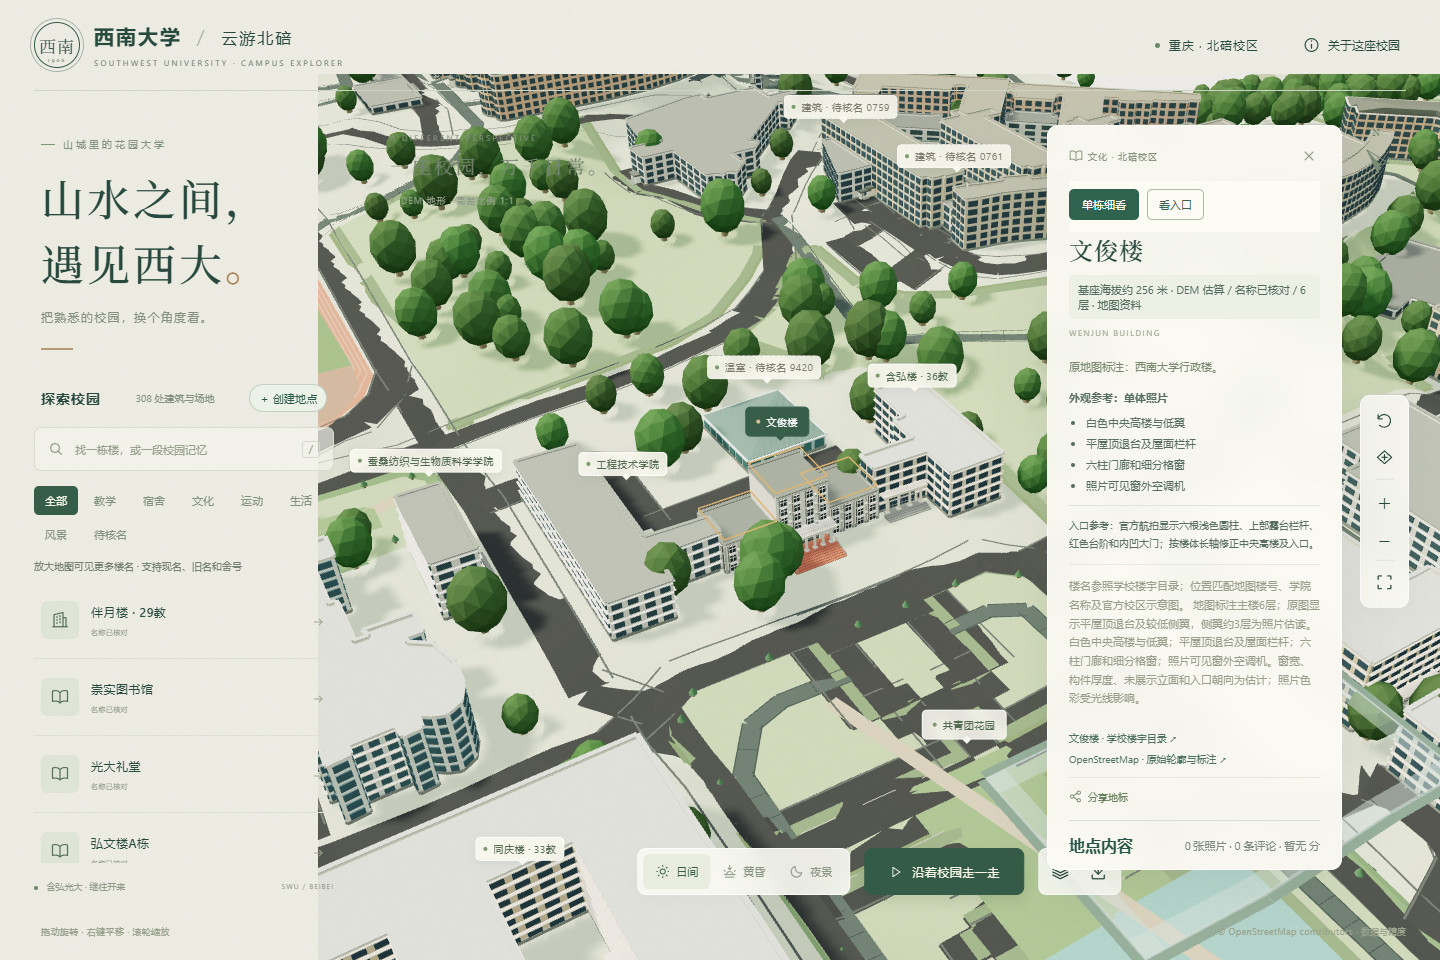 西南
1906
西南大学 / 云游北碚
SOUTHWEST UNIVERSITY · CAMPUS EXPLORER
重庆 · 北碚校区
关于这座校园
山城里的花园大学
山水之间，
遇见西大。
把熟悉的校园，换个角度看。
探索校园
308 处建筑与场地
+ 创建地点
找一栋楼，或一段校园记忆
/
全部 教学 宿舍 文化 运动 生活
风景 待核名
放大地图可见更多楼名 · 支持现名、旧名和舍号
伴月楼 · 29教
名称已核对
崇实图书馆
名称已核对
光大礼堂
名称已核对
弘文楼A栋
名称已核对
含弘光大 · 继往开来
SWU / BEIBEI
拖动旋转 · 右键平移 · 滚轮缩放
建筑 · 待核名 0759
建筑 · 待核名 0761
温室 · 待核名 9420
含弘楼 · 36教
文俊楼
蚕桑纺织与生物质科学学院
工程技术学院
共青团花园
同庆楼 · 33教
日间 黄昏 夜景
沿着校园走一走
文化 · 北碚校区
单栋细看 看入口
文俊楼
基座海拔约 256 米 · DEM 估算 / 名称已核对 / 6
层 · 地图资料
WENJUN BUILDING
原地图标注：西南大学行政楼。
外观参考：单体照片
白色中央高楼与低翼
平屋顶退台及屋面栏杆
六柱门廊和细分格窗
照片可见窗外空调机
入口参考：官方航拍显示六根浅色圆柱、上部露台栏杆、
红色台阶和内凹大门；按楼体长轴修正中央高楼及入口。
楼名参照学校楼宇目录；位置匹配地图楼号、学院
名称及官方校区示意图。 地图标注主楼6层；原图显
示平屋顶退台及较低侧翼，侧翼约3层为照片估读。
白色中央高楼与低翼；平屋顶退台及屋面栏杆；六
柱门廊和细分格窗；照片可见窗外空调机。窗宽、
构件厚度、未展示立面和入口朝向为估计；照片色
彩受光线影响。
文俊楼 · 学校楼宇目录 ↗
OpenStreetMap · 原始轮廓与标注 ↗
分享地标
地点内容
0 张照片 · 0 条评论 · 暂无 分
© OpenStreetMap contributors · 数据与精度